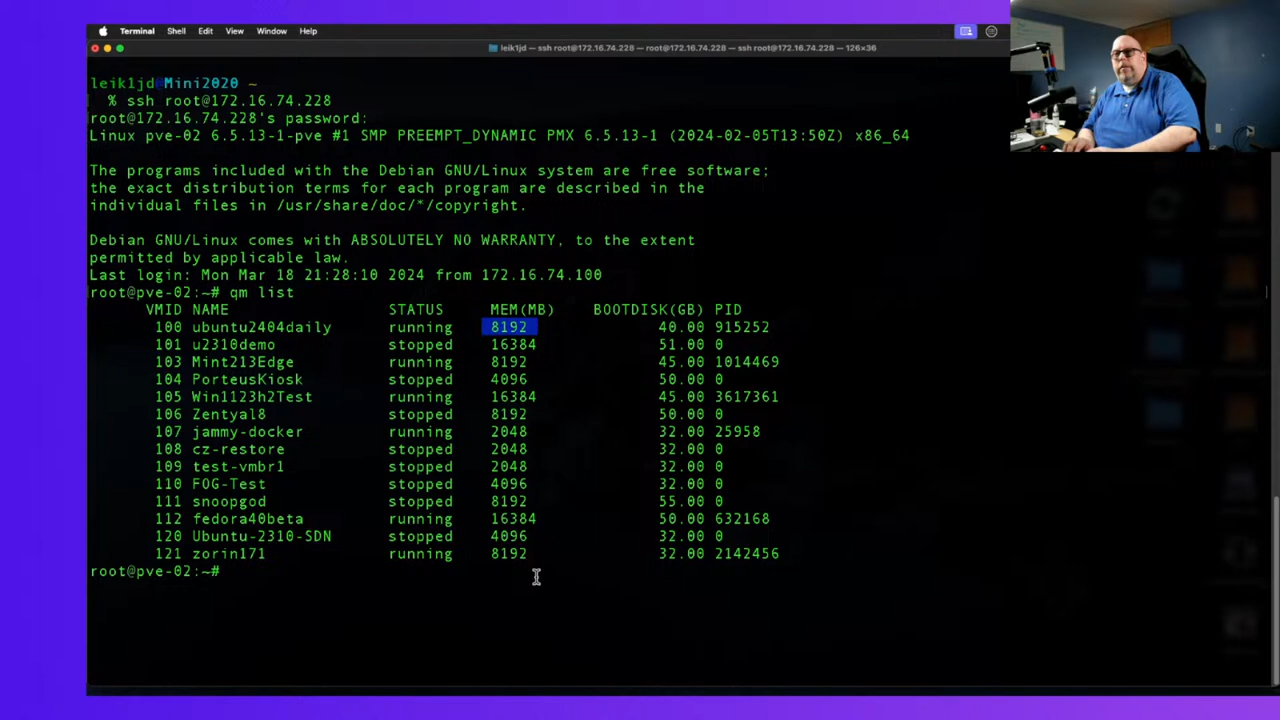 Terminal Shell Edit View Window Help
leik1jd — ssh root@172.16.74.228 — root@172.16.74.228 — ssh root@172.16.74.228 — 126×36
leik1jd@Mini2020 ~
% ssh root@172.16.74.228
root@172.16.74.228's password:
Linux pve-02 6.5.13-1-pve #1 SMP PREEMPT_DYNAMIC PMX 6.5.13-1 (2024-02-05T13:50Z) x86_64
The programs included with the Debian GNU/Linux system are free software;
the exact distribution terms for each program are described in the
individual files in /usr/share/doc/*/copyright.
Debian GNU/Linux comes with ABSOLUTELY NO WARRANTY, to the extent
permitted by applicable law.
Last login: Mon Mar 18 21:28:10 2024 from 172.16.74.100
root@pve-02:~# qm list
VMID NAME STATUS MEM(MB) BOOTDISK(GB) PID
100 ubuntu2404daily running 8192 40.00 915252
101 u2310demo stopped 16384 51.00 0
103 Mint213Edge running 8192 45.00 1014469
104 PorteusKiosk stopped 4096 50.00 0
105 Win1123h2Test running 16384 45.00 3617361
106 Zentyal8 stopped 8192 50.00 0
107 jammy-docker running 2048 32.00 25958
108 cz-restore stopped 2048 32.00 0
109 test-vmbr1 stopped 2048 32.00 0
110 FOG-Test stopped 4096 32.00 0
111 snoopgod stopped 8192 55.00 0
112 fedora40beta running 16384 50.00 632168
120 Ubuntu-2310-SDN stopped 4096 32.00 0
121 zorin171 running 8192 32.00 2142456
root@pve-02:~#